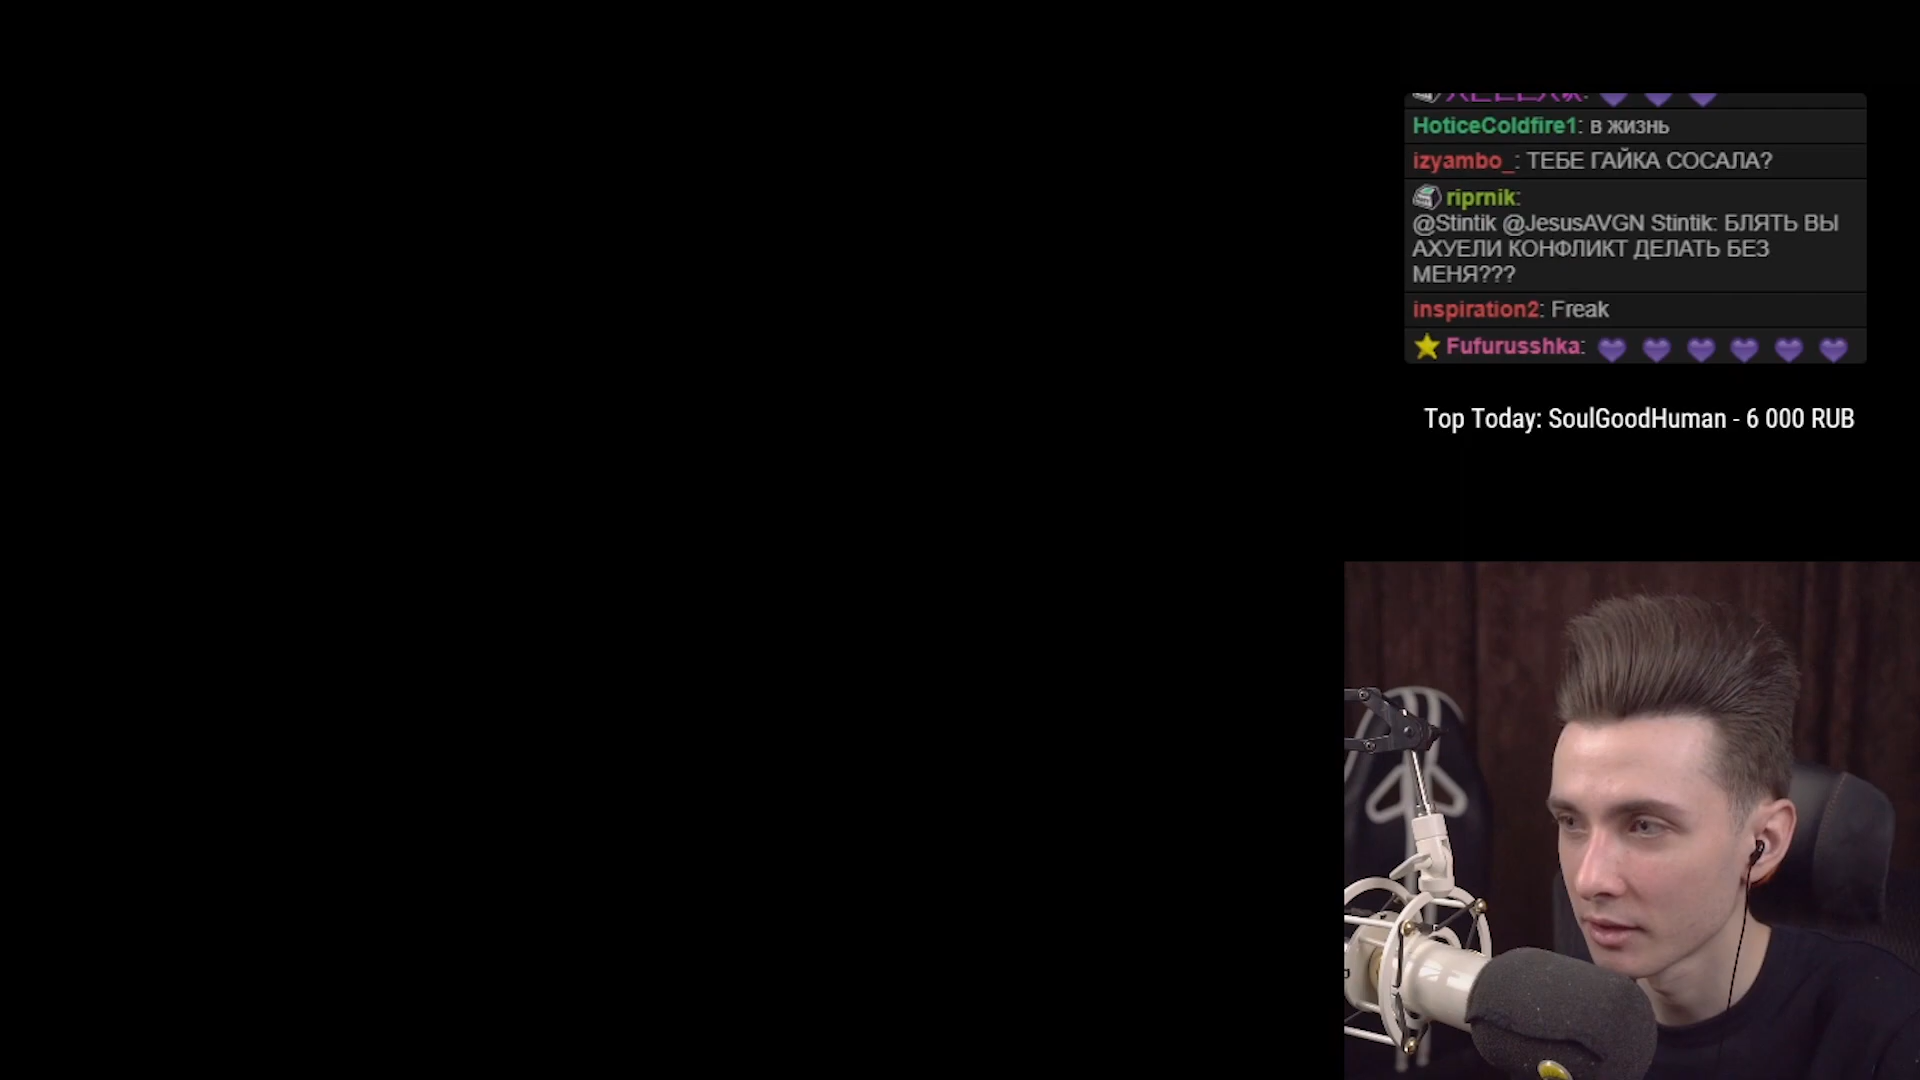 HoticeColdfire1: в жизнь
izyambo_: ТЕБЕ ГАЙКА СОСАЛА?
riprnik:
@Stintik @JesusAVGN Stintik: БЛЯТЬ ВЫ
АХУЕЛИ КОНФЛИКТ ДЕЛАТЬ БЕЗ
МЕНЯ???
inspiration2: Freak
Fufurusshka:
Top Today: SoulGoodHuman - 6 000 RUB